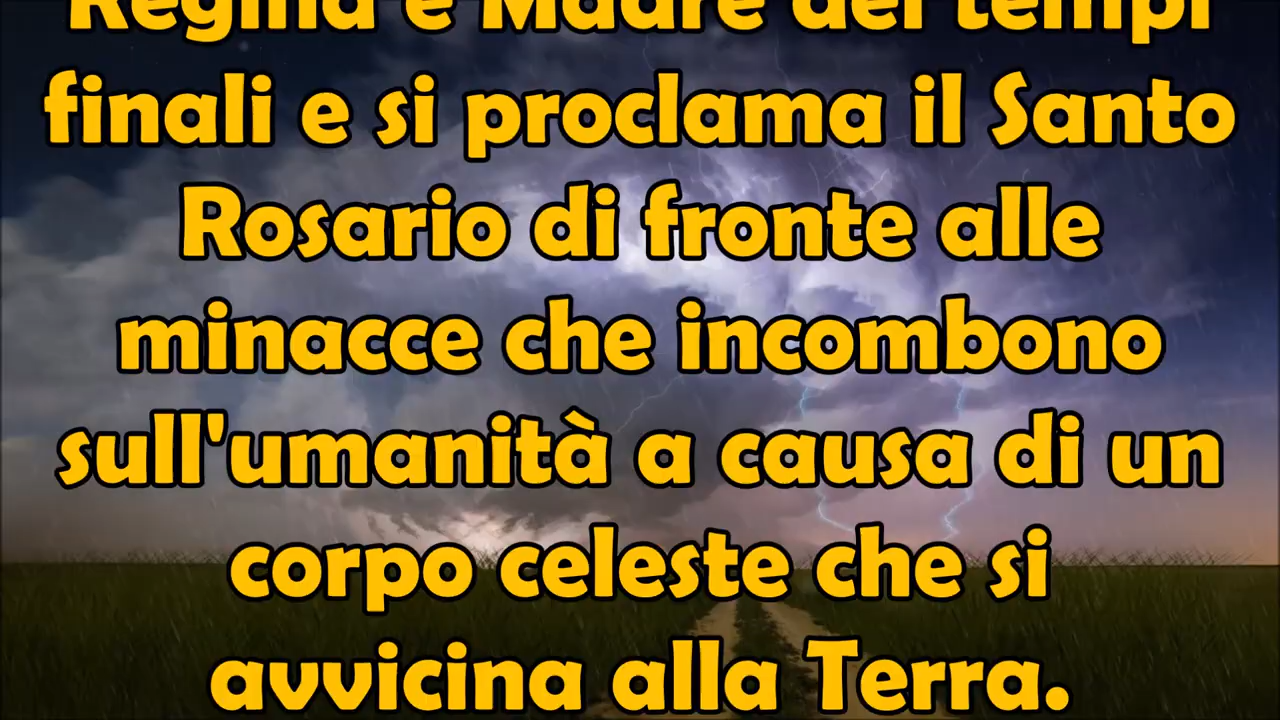 Regina e Madre dei tempi
finali e si proclama il Santo
Rosario di fronte alle
minacce che incombono
sull'umanità a causa di un
corpo celeste che si
avvicina alla Terra.